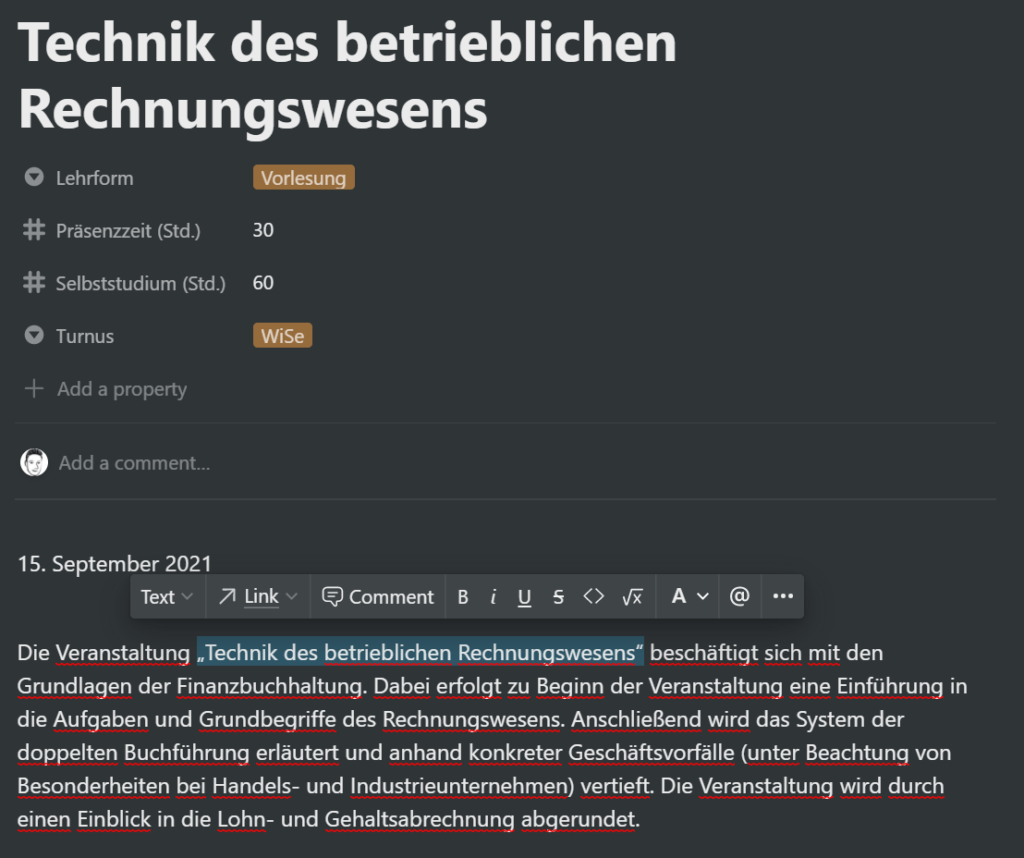 Technik des betrieblichen
Rechnungswesens
Lehrform Vorlesung
Präsenzzeit (Std.) 30
Selbststudium (Std.) 60
Turnus WiSe
Add a property
Add a comment...
15. September 2021
Text Link Comment B i U S <> √x A @ •••
Die Veranstaltung „Technik des betrieblichen Rechnungswesens“ beschäftigt sich mit den
Grundlagen der Finanzbuchhaltung. Dabei erfolgt zu Beginn der Veranstaltung eine Einführung in
die Aufgaben und Grundbegriffe des Rechnungswesens. Anschließend wird das System der
doppelten Buchführung erläutert und anhand konkreter Geschäftsvorfälle (unter Beachtung von
Besonderheiten bei Handels- und Industrieunternehmen) vertieft. Die Veranstaltung wird durch
einen Einblick in die Lohn- und Gehaltsabrechnung abgerundet.